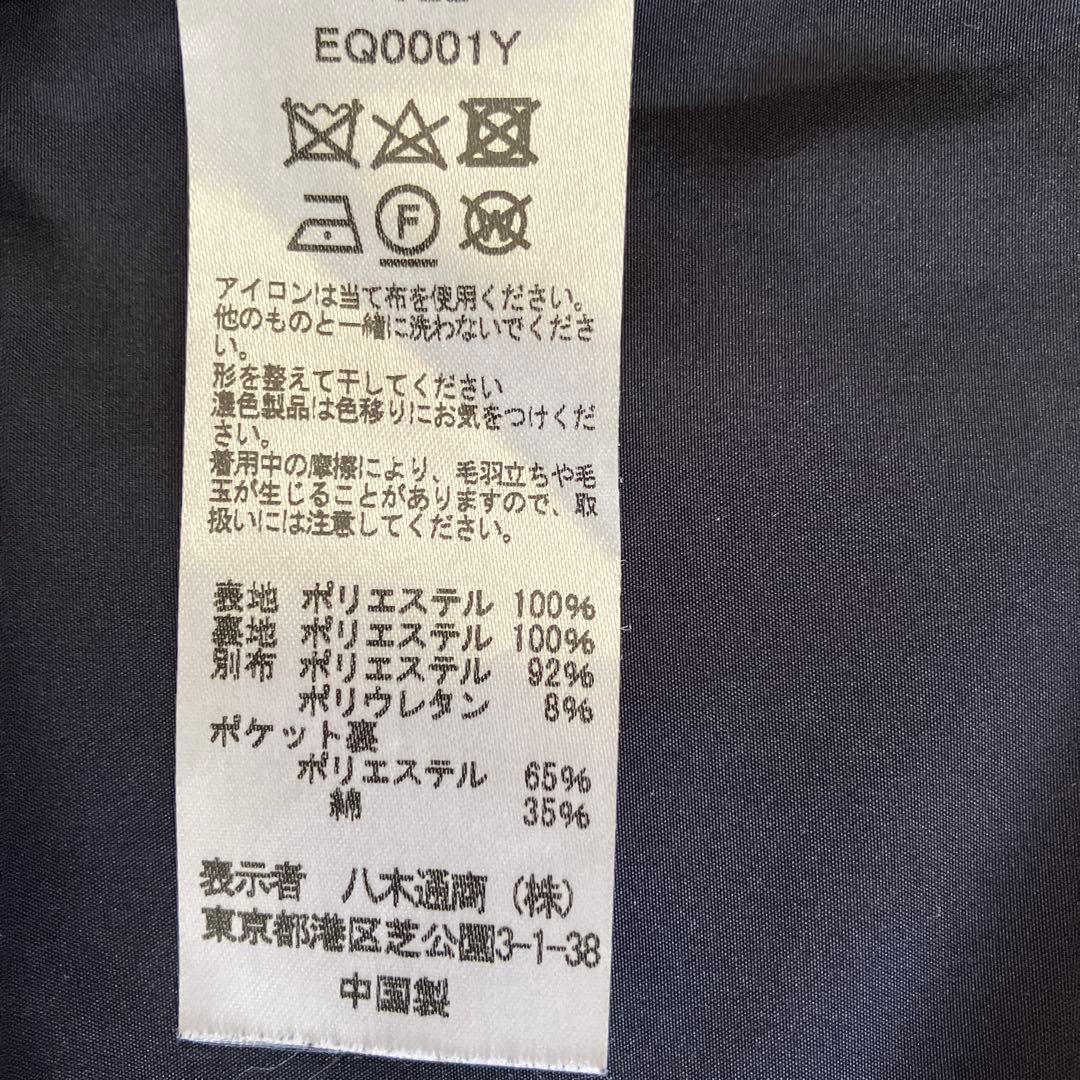 EQ0001Y
F
W
アイロンは当て布を使用ください。
他のものと一緒に洗わないでくださ
い。
形を整えて干してください
濃色製品は色移りにお気をつけくだ
さい。
着用中の摩擦により、毛羽立ちや毛
玉が生じることがありますので、取
扱いには注意してください。
表地 ポリエステル 100%
裏地 ポリエステル 100%
別布 ポリエステル 92%
ポリウレタン 8%
ポケット裏
ポリエステル 65%
綿 35%
表示者 八木通商(株)
東京都港区芝公園3-1-38
中国製